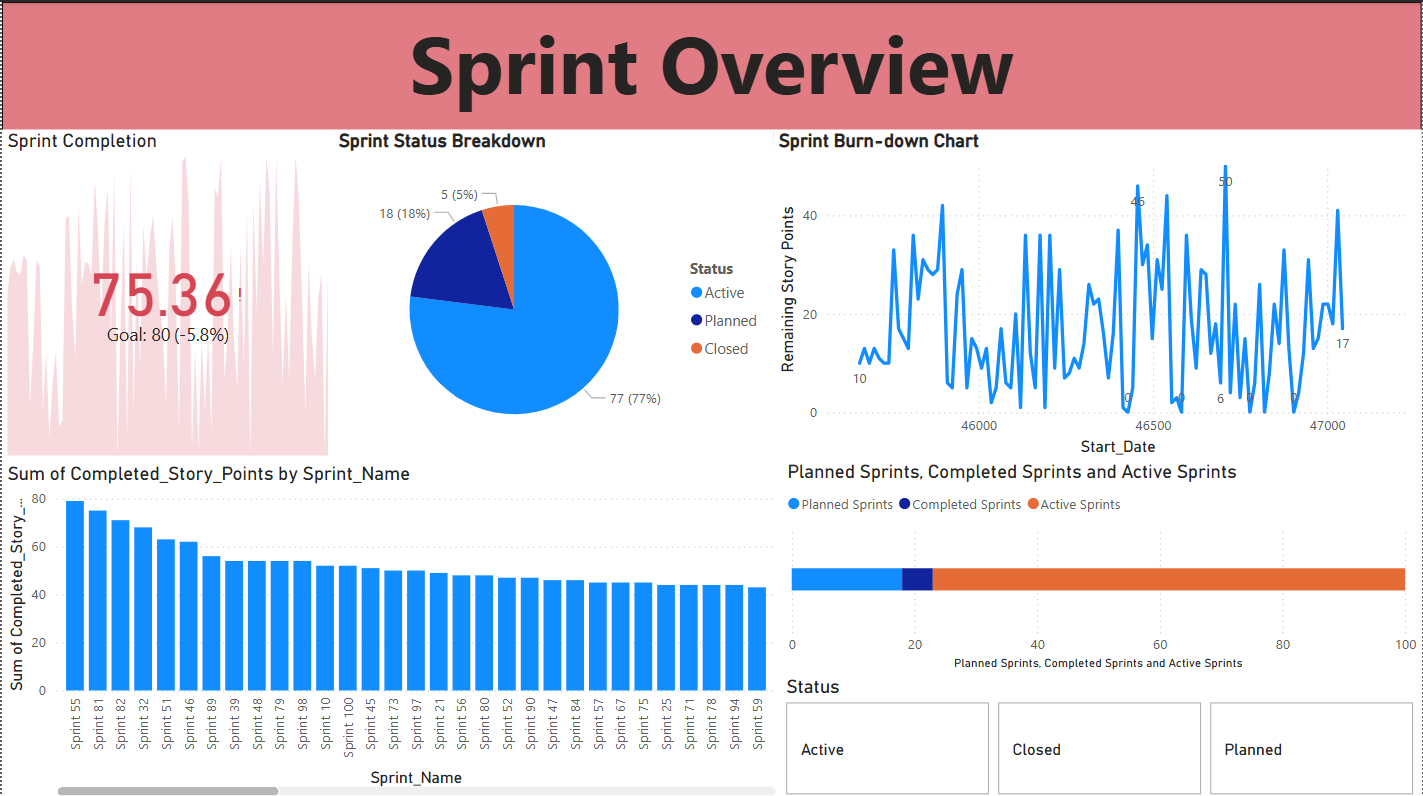 Sprint Overview
Sprint Completion
75.36!
Goal: 80 (-5.8%)
Sprint Status Breakdown
5 (5%)
18 (18%)
77 (77%)
Status
Active
Planned
Closed
Sprint Burn-down Chart
Remaining Story Points
40
20
0
10
0
46
0
6
50
0
0
17
46000
46500
47000
Start_Date
Sum of Completed_Story_Points by Sprint_Name
Sum of Completed_Story_...
80
60
40
20
0
Sprint 55
Sprint 81
Sprint 82
Sprint 32
Sprint 51
Sprint 46
Sprint 89
Sprint 39
Sprint 48
Sprint 79
Sprint 98
Sprint 10
Sprint 100
Sprint 45
Sprint 73
Sprint 97
Sprint 21
Sprint 56
Sprint 80
Sprint 52
Sprint 90
Sprint 47
Sprint 84
Sprint 57
Sprint 67
Sprint 75
Sprint 25
Sprint 71
Sprint 78
Sprint 94
Sprint 59
Sprint_Name
Planned Sprints, Completed Sprints and Active Sprints
Planned Sprints Completed Sprints Active Sprints
0 20 40 60 80 100
Planned Sprints, Completed Sprints and Active Sprints
Status
Active
Closed
Planned